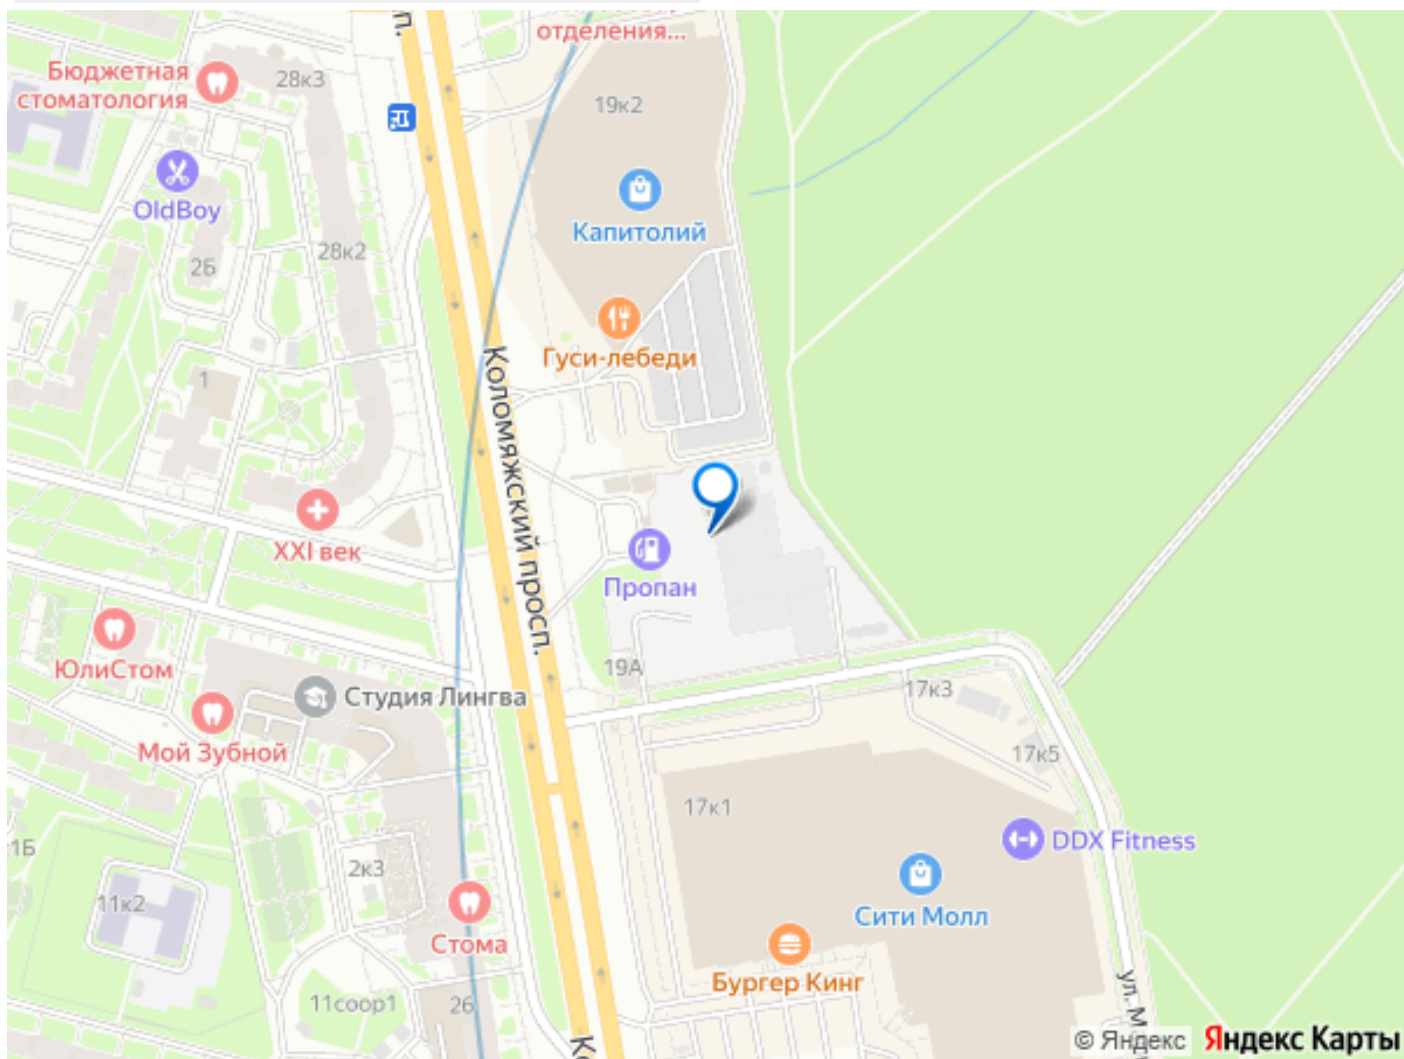 отделения...
Бюджетная
стоматология
28к3
19к2
OldBoy
Капитолий
28к2
2Б
Гуси-лебеди
1
Коломяжский просп.
XXI век
Пропан
ЮлиСтом
19А
Студия Лингва
17к3
Мой Зубной
17к5
17к1
1Б
DDX Fitness
2к3
11к2
Сити Молл
Стома
Бургер Кинг
11соор1
26
ул. М
© Яндекс Яндекс Карты